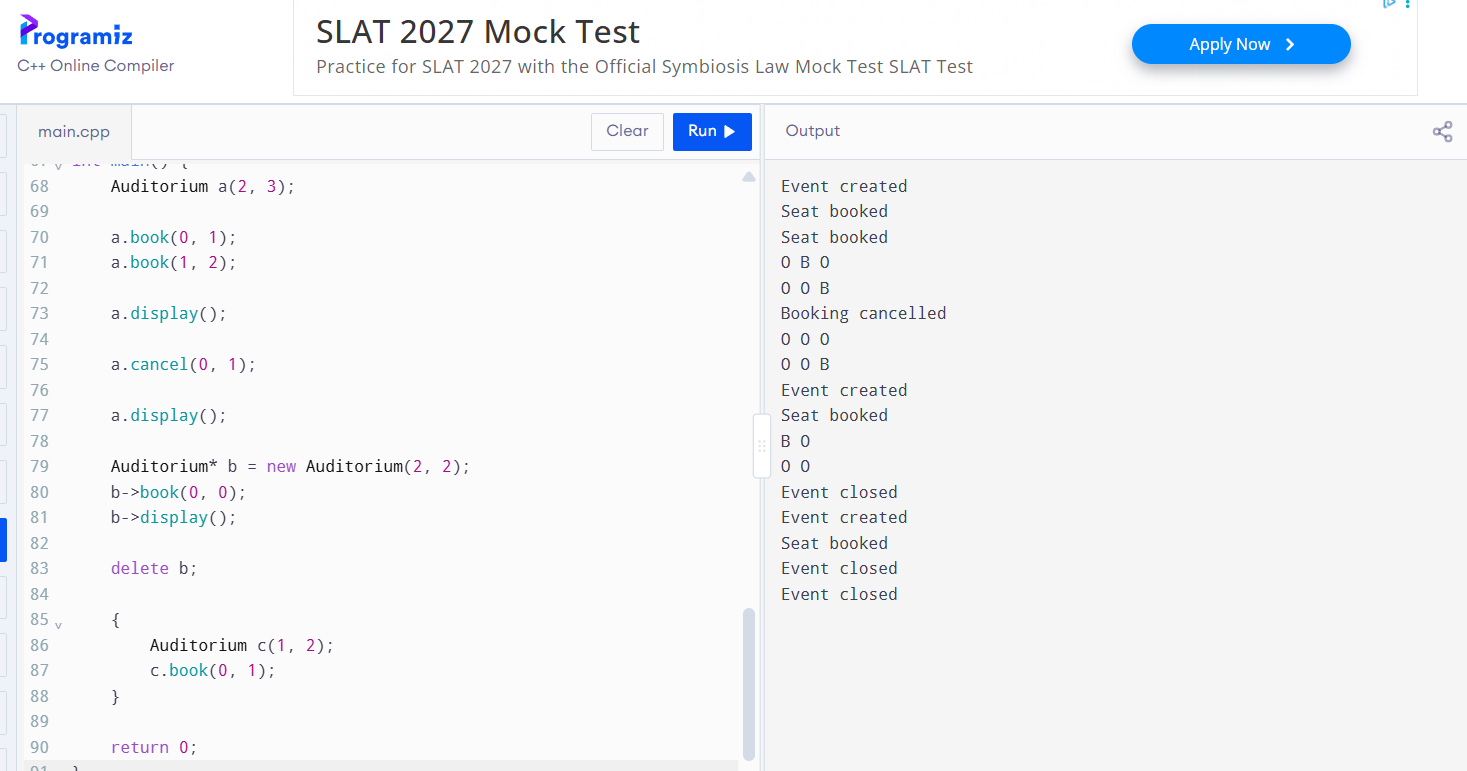 Programiz
C++ Online Compiler
SLAT 2027 Mock Test
Practice for SLAT 2027 with the Official Symbiosis Law Mock Test SLAT Test
Apply Now
main.cpp
Clear
Run
Output
67 int main() {
68 Auditorium a(2, 3);
69
70 a.book(0, 1);
71 a.book(1, 2);
72
73 a.display();
74
75 a.cancel(0, 1);
76
77 a.display();
78
79 Auditorium* b = new Auditorium(2, 2);
80 b->book(0, 0);
81 b->display();
82
83 delete b;
84
85 {
86 Auditorium c(1, 2);
87 c.book(0, 1);
88 }
89
90 return 0;
91 }
Event created
Seat booked
Seat booked
O B O
O O B
Booking cancelled
O O O
O O B
Event created
Seat booked
B O
O O
Event closed
Event created
Seat booked
Event closed
Event closed